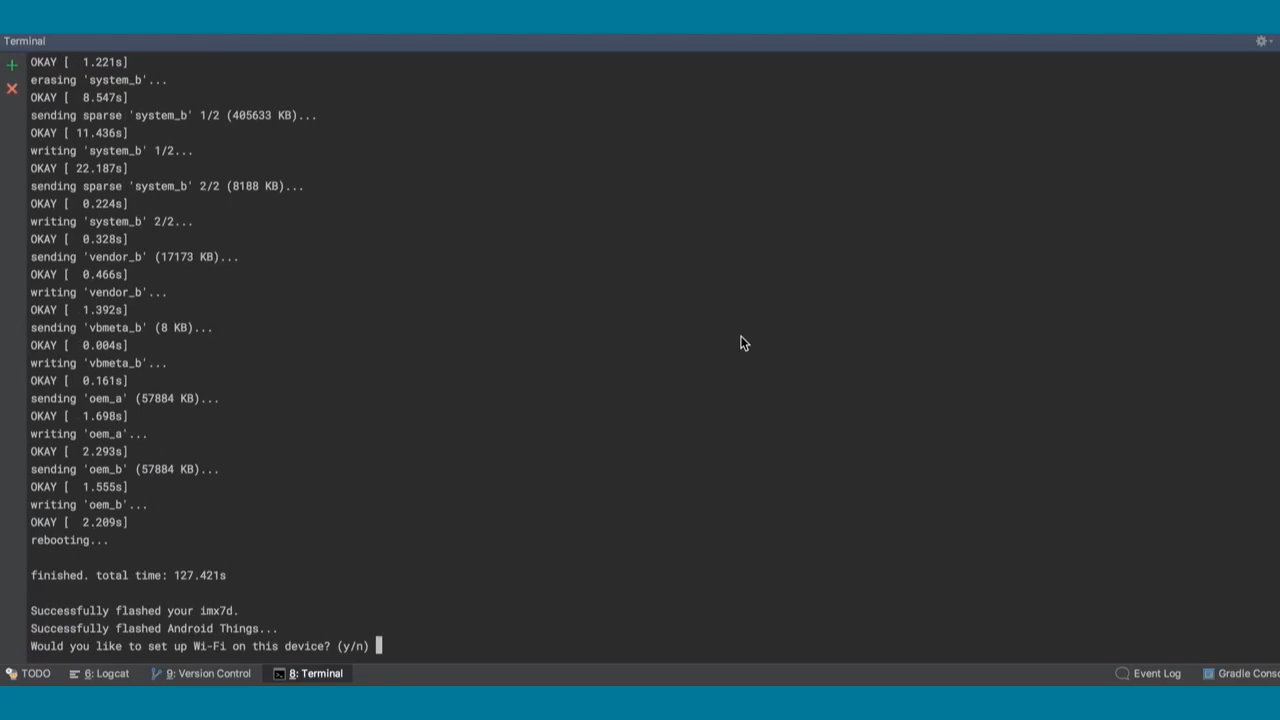 Terminal
OKAY [  1.221s]
erasing 'system_b'...
OKAY [  8.547s]
sending sparse 'system_b' 1/2 (405633 KB)...
OKAY [ 11.436s]
writing 'system_b' 1/2...
OKAY [ 22.187s]
sending sparse 'system_b' 2/2 (8188 KB)...
OKAY [  0.224s]
writing 'system_b' 2/2...
OKAY [  0.328s]
sending 'vendor_b' (17173 KB)...
OKAY [  0.466s]
writing 'vendor_b'...
OKAY [  1.392s]
sending 'vbmeta_b' (8 KB)...
OKAY [  0.004s]
writing 'vbmeta_b'...
OKAY [  0.161s]
sending 'oem_a' (57884 KB)...
OKAY [  1.698s]
writing 'oem_a'...
OKAY [  2.293s]
sending 'oem_b' (57884 KB)...
OKAY [  1.555s]
writing 'oem_b'...
OKAY [  2.209s]
rebooting...
finished. total time: 127.421s
Successfully flashed your imx7d.
Successfully flashed Android Things...
Would you like to set up Wi-Fi on this device? (y/n)
TODO 6: Logcat 9: Version Control 8: Terminal Event Log Gradle Conso